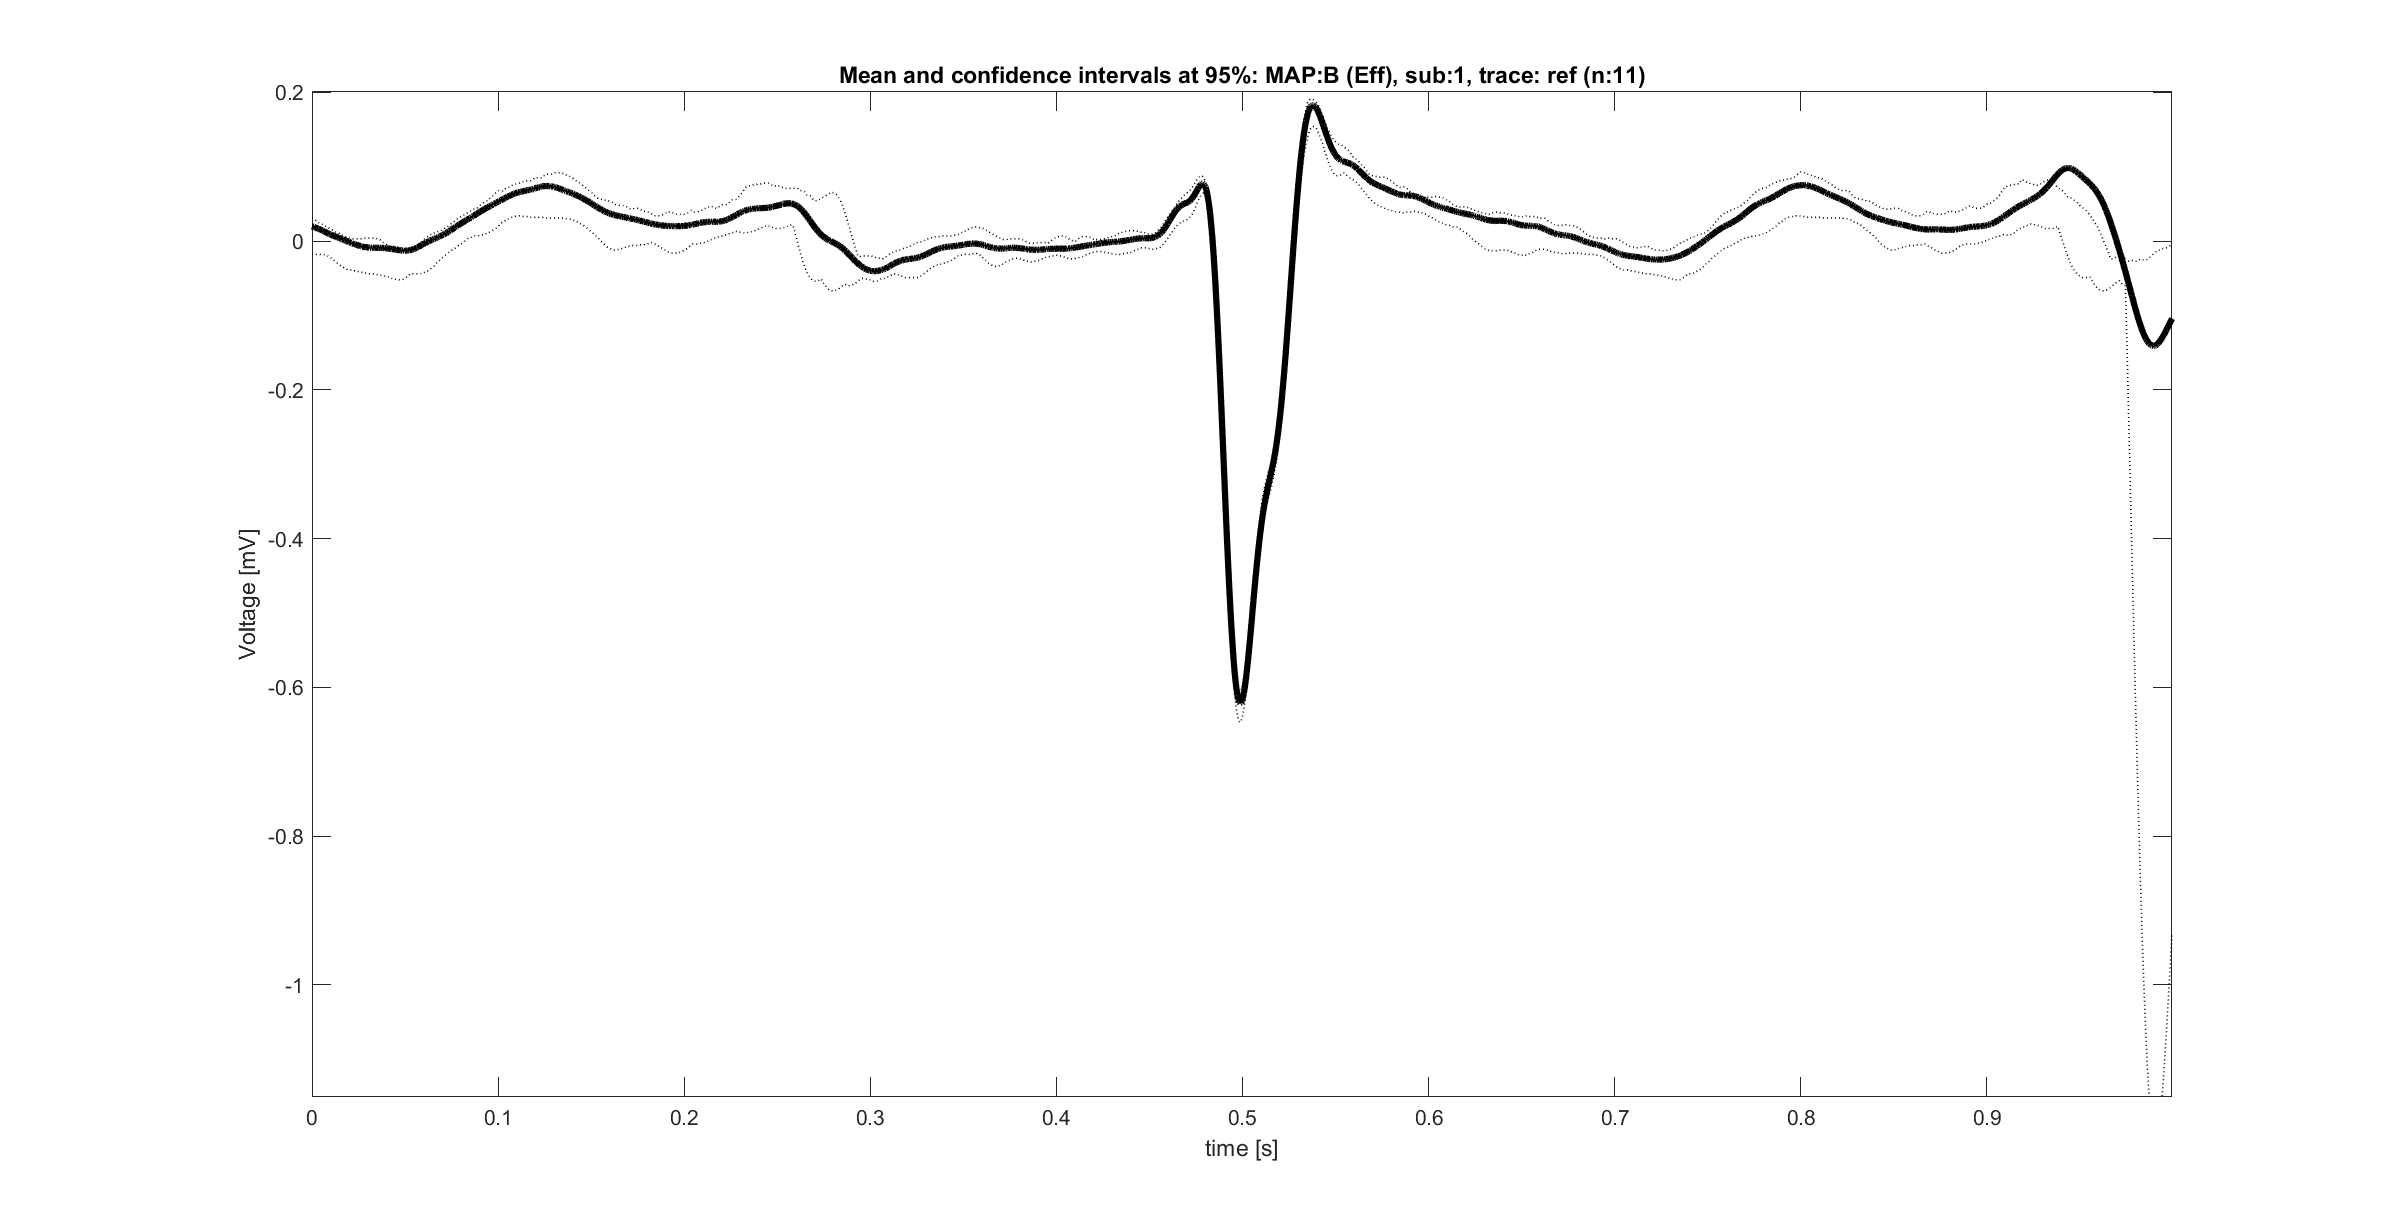 Mean and confidence intervals at 95%: MAP:B (Eff), sub:1, trace: ref (n:11)
0.2
0
-0.2
-0.4
-0.6
-0.8
-1
Voltage [mV]
0 0.1 0.2 0.3 0.4 0.5 0.6 0.7 0.8 0.9
time [s]